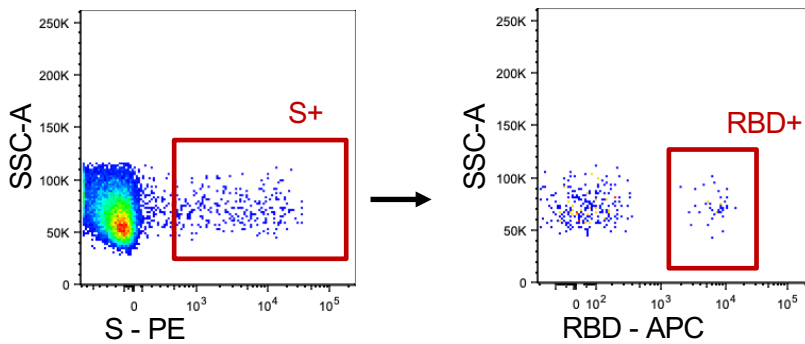 250K
200K
150K
100K
50K
0
SSC-A
S+
0 10³ 10⁴ 10⁵
S - PE
250K
200K
150K
100K
50K
0
SSC-A
RBD+
0 10² 10³ 10⁴ 10⁵
RBD - APC